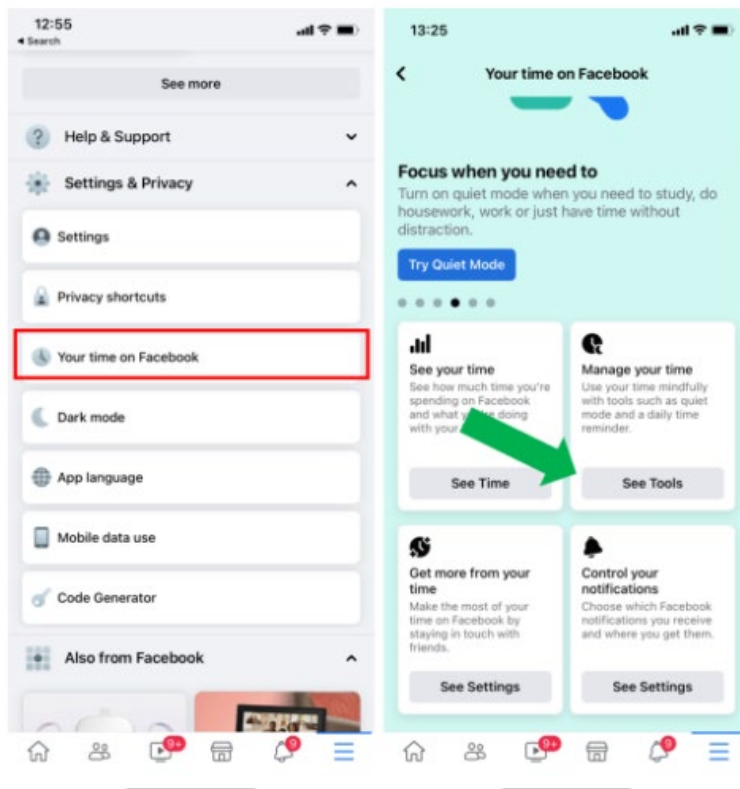 12:55
Search
See more
Help & Support
Settings & Privacy
Settings
Privacy shortcuts
Your time on Facebook
Dark mode
App language
Mobile data use
Code Generator
Also from Facebook
9+
9
13:25
Your time on Facebook
Focus when you need to
Turn on quiet mode when you need to study, do
housework, work or just have time without
distraction.
Try Quiet Mode
See your time
See how much time you're
spending on Facebook
and what doing
with your
See Time
Manage your time
Use your time mindfully
with tools such as quiet
mode and a daily time
reminder.
See Tools
Get more from your
time
Make the most of your
time on Facebook by
staying in touch with
friends.
See Settings
Control your
notifications
Choose which Facebook
notifications you receive
and where you get them.
See Settings
9+
9